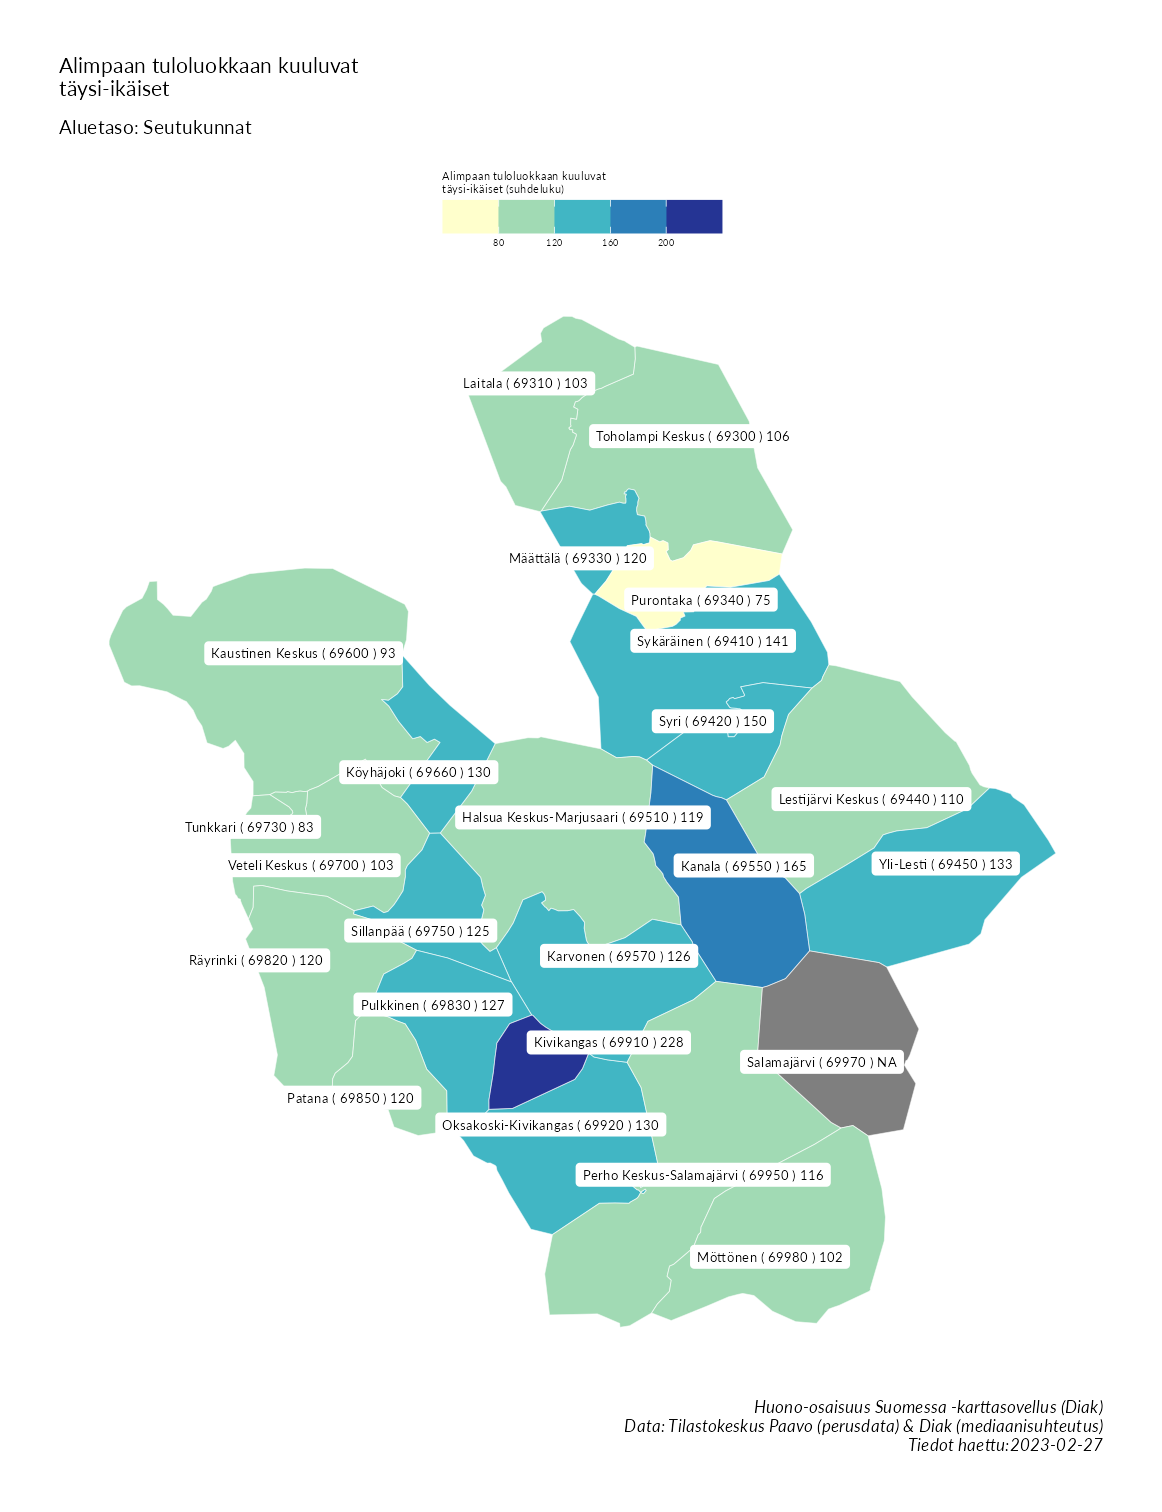 Alimpaan tuloluokkaan kuuluvat
täysi-ikäiset
Aluetaso: Seutukunnat
Alimpaan tuloluokkaan kuuluvat
täysi-ikäiset (suhdeluku)
80 120 160 200
Laitala ( 69310 ) 103
Toholampi Keskus ( 69300 ) 106
Määttälä ( 69330 ) 120
Purontaka ( 69340 ) 75
Sykäräinen ( 69410 ) 141
Kaustinen Keskus ( 69600 ) 93
Syri ( 69420 ) 150
Köyhäjoki ( 69660 ) 130
Lestijärvi Keskus ( 69440 ) 110
Halsua Keskus-Marjusaari ( 69510 ) 119
Tunkkari ( 69730 ) 83
Veteli Keskus ( 69700 ) 103
Kanala ( 69550 ) 165
Yli-Lesti ( 69450 ) 133
Sillanpää ( 69750 ) 125
Räyrinki ( 69820 ) 120
Karvonen ( 69570 ) 126
Pulkkinen ( 69830 ) 127
Kivikangas ( 69910 ) 228
Salamajärvi ( 69970 ) NA
Patana ( 69850 ) 120
Oksakoski-Kivikangas ( 69920 ) 130
Perho Keskus-Salamajärvi ( 69950 ) 116
Möttönen ( 69980 ) 102
Huono-osaisuus Suomessa -karttasovellus (Diak)
Data: Tilastokeskus Paavo (perusdata) & Diak (mediaanisuhteutus)
Tiedot haettu:2023-02-27